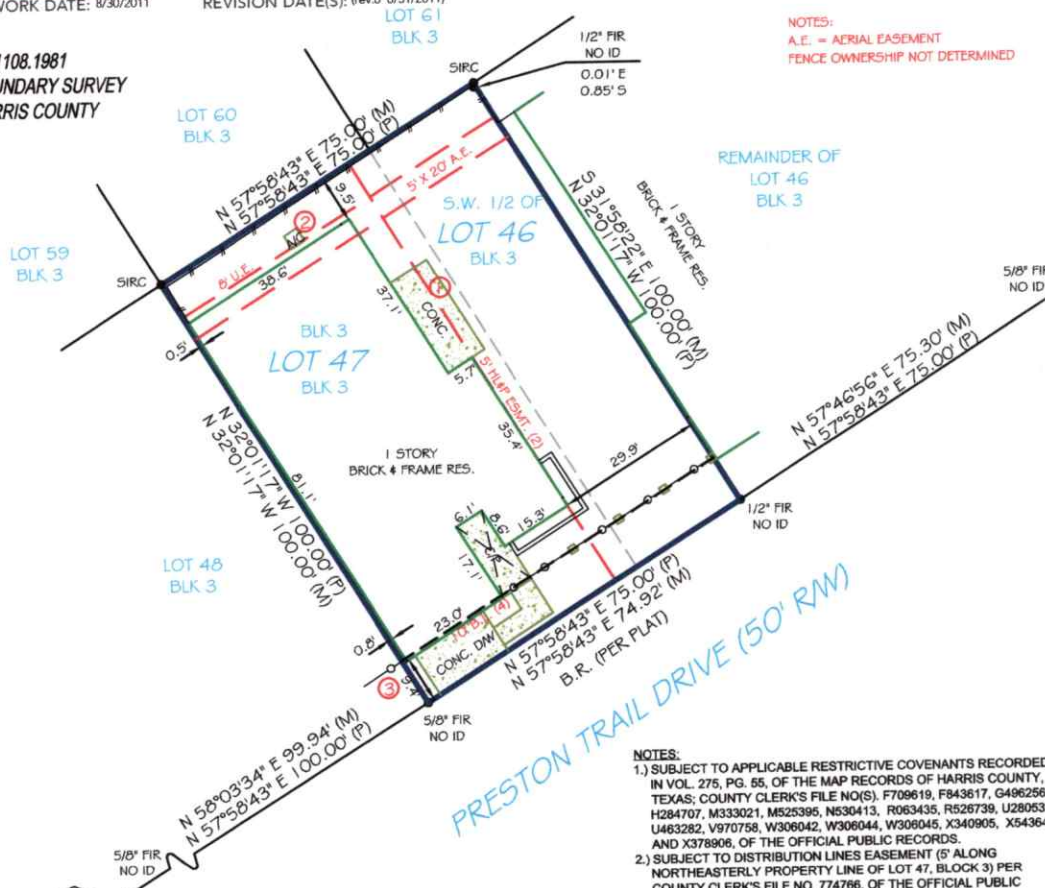 WORK DATE: 8/30/2011 REVISION DATE(S):
108.1981
UNDARY SURVEY
RRIS COUNTY
LOT 61
BLK 3
NOTES:
A.E. = AERIAL EASEMENT
FENCE OWNERSHIP NOT DETERMINED
1/2" FIR
NO ID
0.01' E
0.85' S
SIRC
LOT 60
BLK 3
N 57°58'43" E 75.00' (M)
N 57°58'43" E 75.00' (P)
5' X 20' A.E.
REMAINDER OF
LOT 46
BLK 3
S.W. 1/2 OF
LOT 46
BLK 3
9.5'
2
A/C
1 STORY
BRICK & FRAME RES.
S 31°58'22" E 100.00' (M)
N 32°01'17" W 100.00' (P)
LOT 59
BLK 3
SIRC
8' U.E.
38.6'
37.1'
CONC.
5/8" FIR
NO ID
0.5'
BLK 3
LOT 47
BLK 3
5.7'
5' HL&P ESMT. (2)
35.4'
N 57°46'56" E 75.30' (M)
N 57°58'43" E 75.00' (P)
N 32°01'17" W 100.00' (P)
N 32°01'17" W 100.00' (M)
81.1'
1 STORY
BRICK & FRAME RES.
29.9'
1/2" FIR
NO ID
6.1'
8.6'
15.3'
17.1'
LOT 48
BLK 3
23.0'
(4)
0.8'
CONC. D/W
9.4'
3
N 57°58'43" E 75.00' (P)
N 57°58'43" E 74.92' (M)
B.R. (PER PLAT)
5/8" FIR
NO ID
PRESTON TRAIL DRIVE (50' R/W)
N 58°03'34" E 99.94' (M)
N 57°58'43" E 100.00' (P)
5/8" FIR
NO ID
NOTES:
1.) SUBJECT TO APPLICABLE RESTRICTIVE COVENANTS RECORDED
IN VOL. 275, PG. 55, OF THE MAP RECORDS OF HARRIS COUNTY,
TEXAS; COUNTY CLERK'S FILE NO(S). F709619, F843617, G496256
H284707, M333021, M525395, N530413, R063435, R526739, U280533
U463282, V970758, W306042, W306044, W306045, X340905, X54364
AND X378906, OF THE OFFICIAL PUBLIC RECORDS.
2.) SUBJECT TO DISTRIBUTION LINES EASEMENT (5' ALONG
NORTHEASTERLY PROPERTY LINE OF LOT 47, BLOCK 3) PER
COUNTY CLERK'S FILE NO. 774766, OF THE OFFICIAL PUBLIC